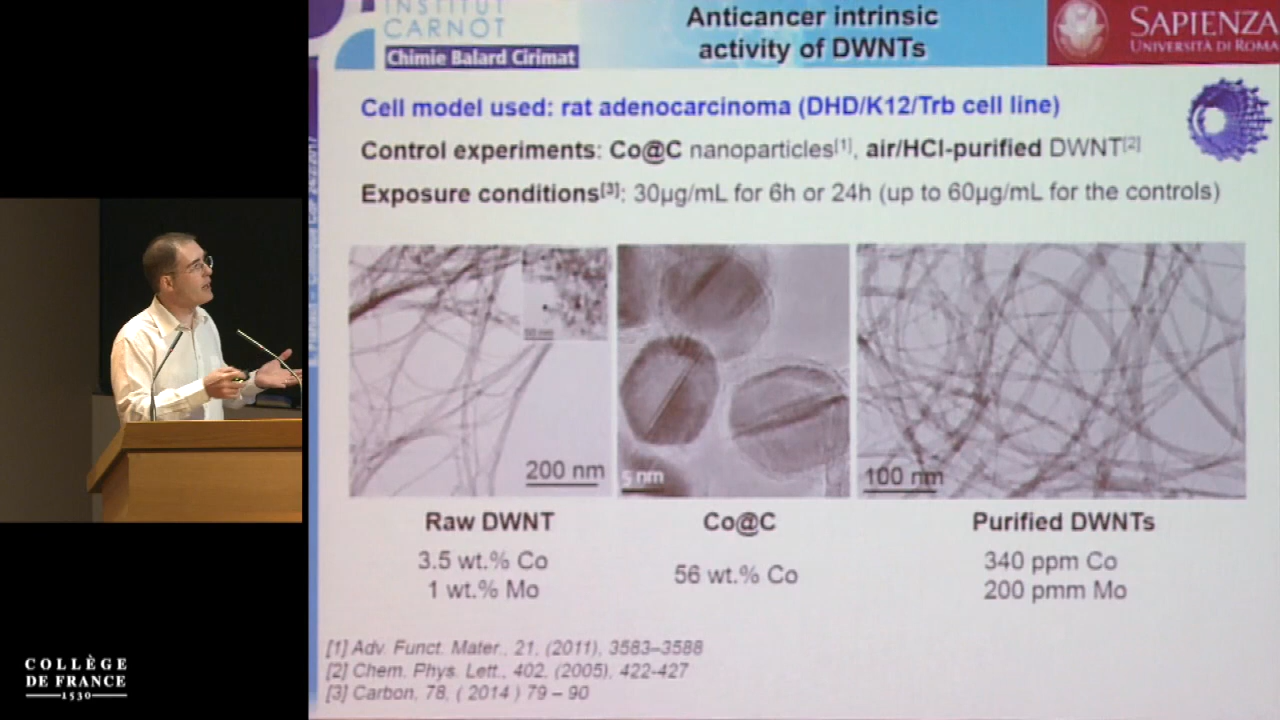 INSTITUT
CARNOT
Chimie Balard Cirimat
Anticancer intrinsic
activity of DWNTs
SAPIENZA
UNIVERSITÀ DI ROMA
Cell model used: rat adenocarcinoma (DHD/K12/Trb cell line)
Control experiments: Co@C nanoparticles[1], air/HCl-purified DWNT[2]
Exposure conditions[3]: 30µg/mL for 6h or 24h (up to 60µg/mL for the controls)
50 nm
200 nm
5 nm
100 nm
Raw DWNT
3.5 wt.% Co
1 wt.% Mo
Co@C
56 wt.% Co
Purified DWNTs
340 ppm Co
200 pmm Mo
[1] Adv. Funct. Mater., 21, (2011), 3583–3588
[2] Chem. Phys. Lett., 402, (2005), 422-427
[3] Carbon, 78, ( 2014 ) 79 – 90
COLLÈGE
DE FRANCE
1530